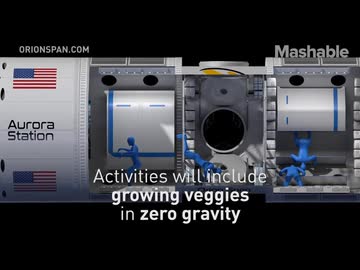 ORIONSPAN.COM
Mashable
Aurora
Station
Activities will include
growing veggies
in zero gravity